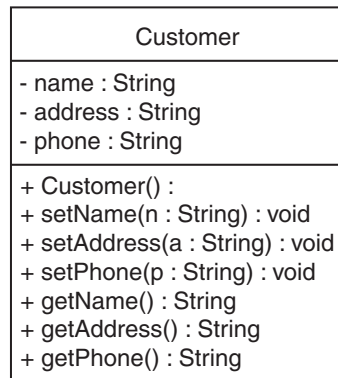 Customer
- name : String
- address : String
- phone : String
+ Customer() :
+ setName(n : String) : void
+ setAddress(a : String) : void
+ setPhone(p : String) : void
+ getName() : String
+ getAddress() : String
+ getPhone() : String